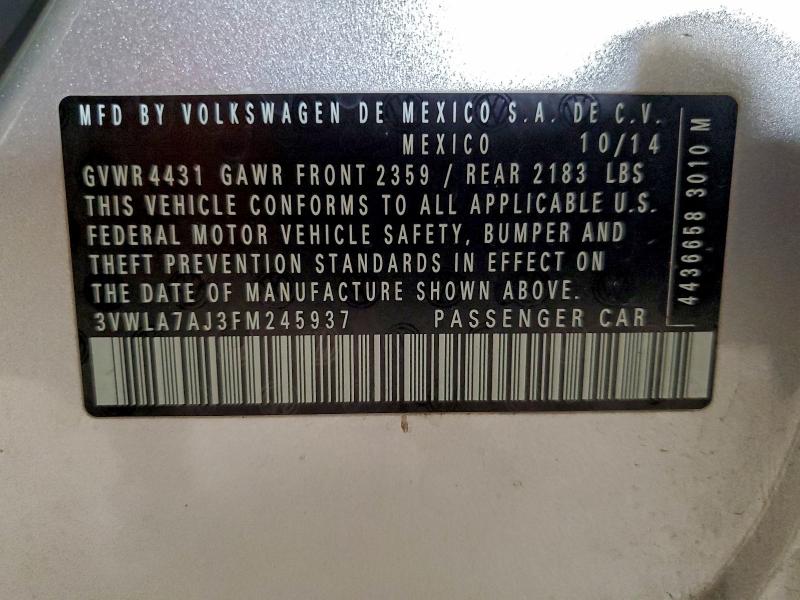 MFD BY VOLKSWAGEN DE MEXICO S.A. DE C.V.
MEXICO 10/14
GVWR 4431 GAWR FRONT 2359 / REAR 2183 LBS
THIS VEHICLE CONFORMS TO ALL APPLICABLE U.S.
FEDERAL MOTOR VEHICLE SAFETY, BUMPER AND
THEFT PREVENTION STANDARDS IN EFFECT ON
THE DATE OF MANUFACTURE SHOWN ABOVE.
3VWLA7AJ3FM245937 PASSENGER CAR
4436658 3010 M